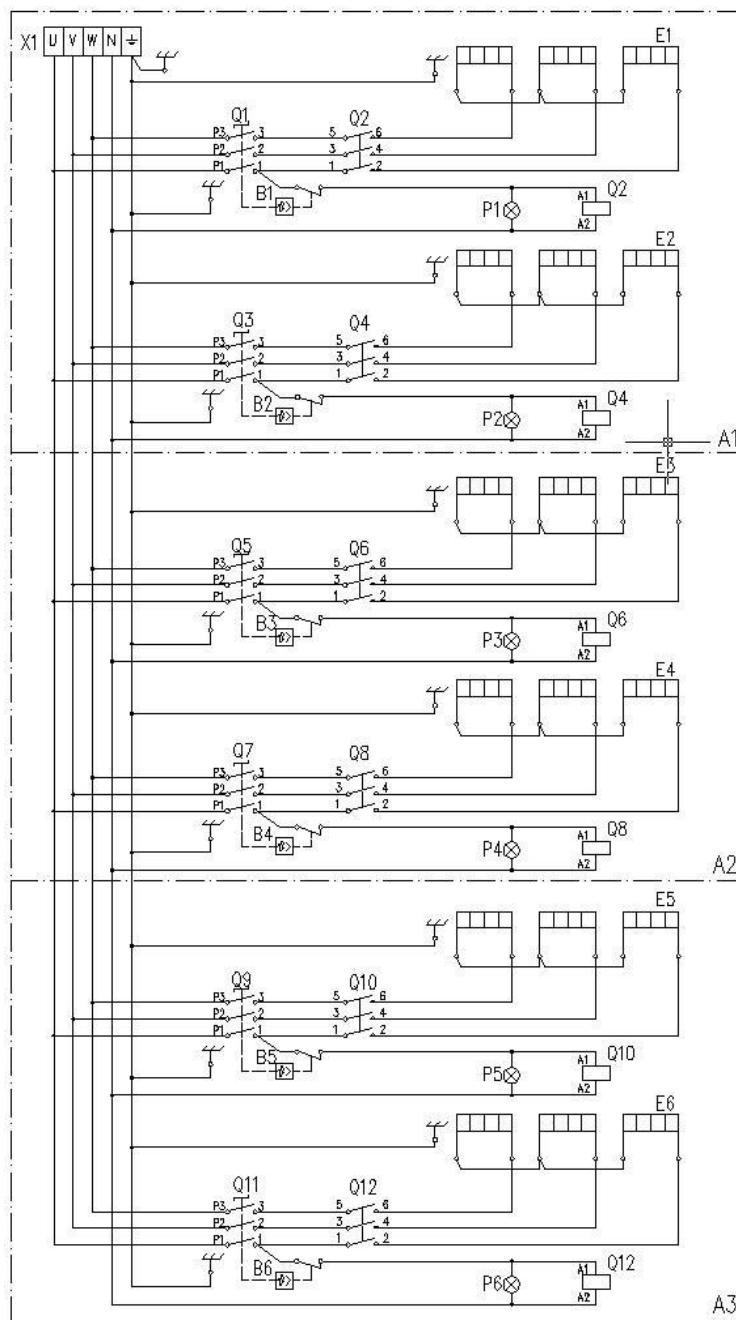 X1 U V W N
E1
Q1 Q2
P3 3 5 6
P2 2 3 4
P1 1 1 2
B1 P1 A1 Q2
A2
E2
Q3 Q4
P3 3 5 6
P2 2 3 4
P1 1 1 2
B2 P2 A1 Q4
A2
A1
E3
Q5 Q6
P3 3 5 6
P2 2 3 4
P1 1 1 2
B3 P3 A1 Q6
A2
E4
Q7 Q8
P3 3 5 6
P2 2 3 4
P1 1 1 2
B4 P4 A1 Q8
A2
A2
E5
Q9 Q10
P3 3 5 6
P2 2 3 4
P1 1 1 2
B5 P5 A1 Q10
A2
E6
Q11 Q12
P3 3 5 6
P2 2 3 4
P1 1 1 2
B6 P6 A1 Q12
A2
A3